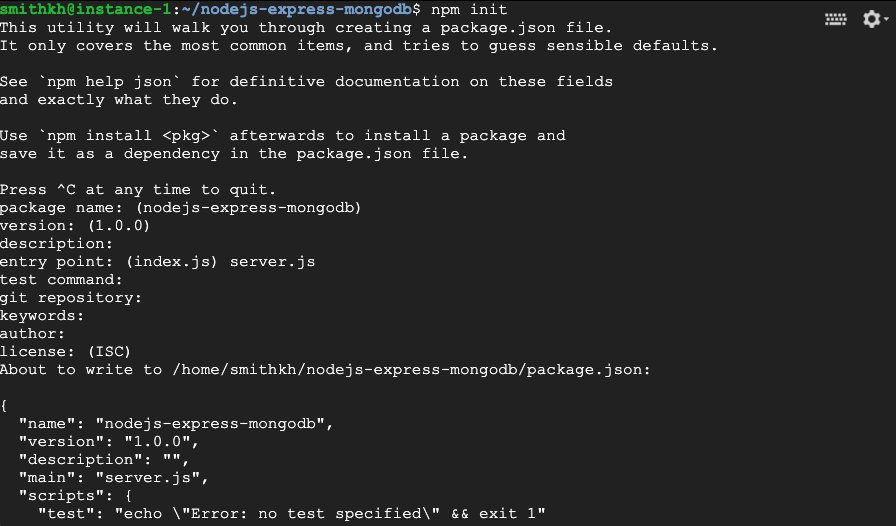 smithkh@instance-1:~/nodejs-express-mongodb$ npm init
This utility will walk you through creating a package.json file.
It only covers the most common items, and tries to guess sensible defaults.

See `npm help json` for definitive documentation on these fields
and exactly what they do.

Use `npm install <pkg>` afterwards to install a package and
save it as a dependency in the package.json file.

Press ^C at any time to quit.
package name: (nodejs-express-mongodb)
version: (1.0.0)
description:
entry point: (index.js) server.js
test command:
git repository:
keywords:
author:
license: (ISC)
About to write to /home/smithkh/nodejs-express-mongodb/package.json:

{
  "name": "nodejs-express-mongodb",
  "version": "1.0.0",
  "description": "",
  "main": "server.js",
  "scripts": {
    "test": "echo \"Error: no test specified\" && exit 1"